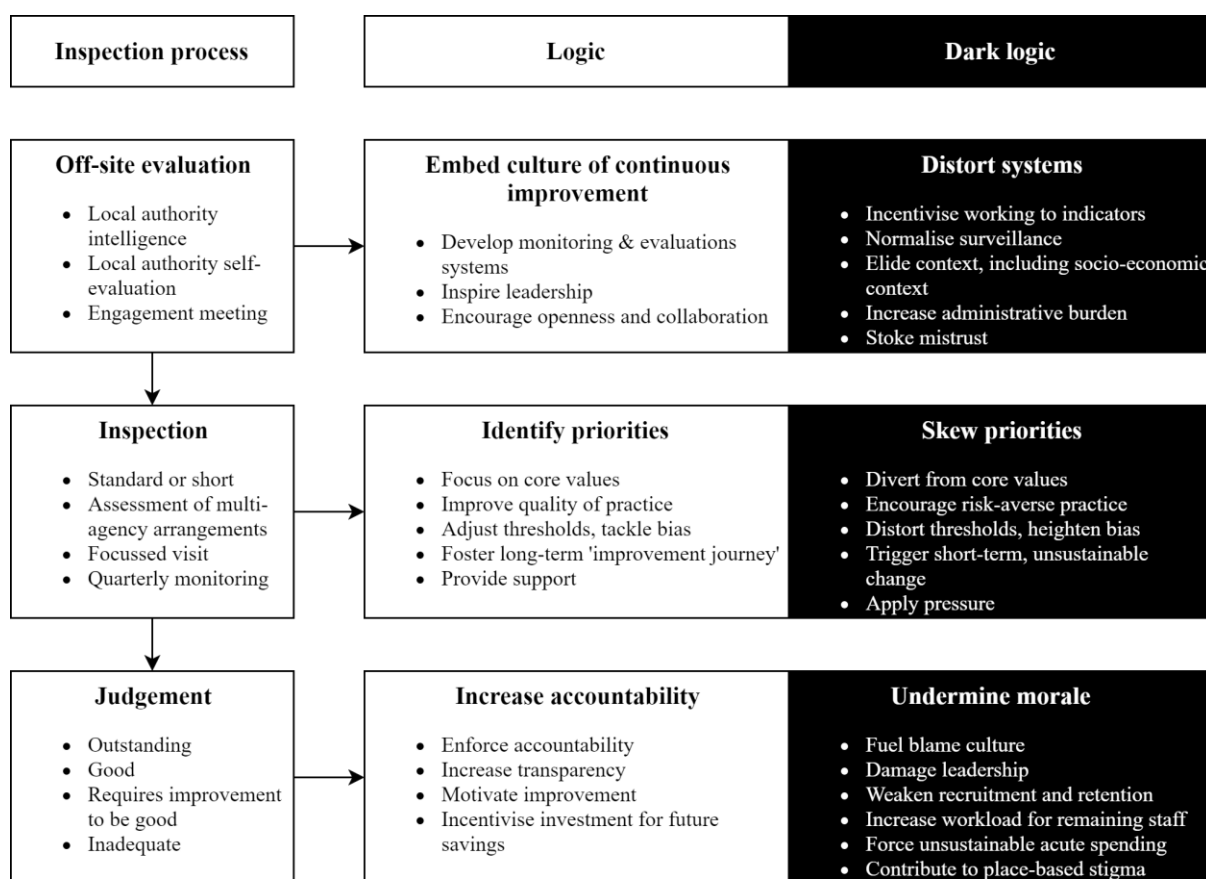 Inspection process
Logic
Dark logic
Off-site evaluation
• Local authority
intelligence
• Local authority self-
evaluation
• Engagement meeting
Embed culture of continuous
improvement
• Develop monitoring & evaluations
systems
• Inspire leadership
• Encourage openness and collaboration
Distort systems
• Incentivise working to indicators
• Normalise surveillance
• Elide context, including socio-economic
context
• Increase administrative burden
• Stoke mistrust
Inspection
• Standard or short
• Assessment of multi-
agency arrangements
• Focussed visit
• Quarterly monitoring
Identify priorities
• Focus on core values
• Improve quality of practice
• Adjust thresholds, tackle bias
• Foster long-term 'improvement journey'
• Provide support
Skew priorities
• Divert from core values
• Encourage risk-averse practice
• Distort thresholds, heighten bias
• Trigger short-term, unsustainable
change
• Apply pressure
Judgement
• Outstanding
• Good
• Requires improvement
to be good
• Inadequate
Increase accountability
• Enforce accountability
• Increase transparency
• Motivate improvement
• Incentivise investment for future
savings
Undermine morale
• Fuel blame culture
• Damage leadership
• Weaken recruitment and retention
• Increase workload for remaining staff
• Force unsustainable acute spending
• Contribute to place-based stigma